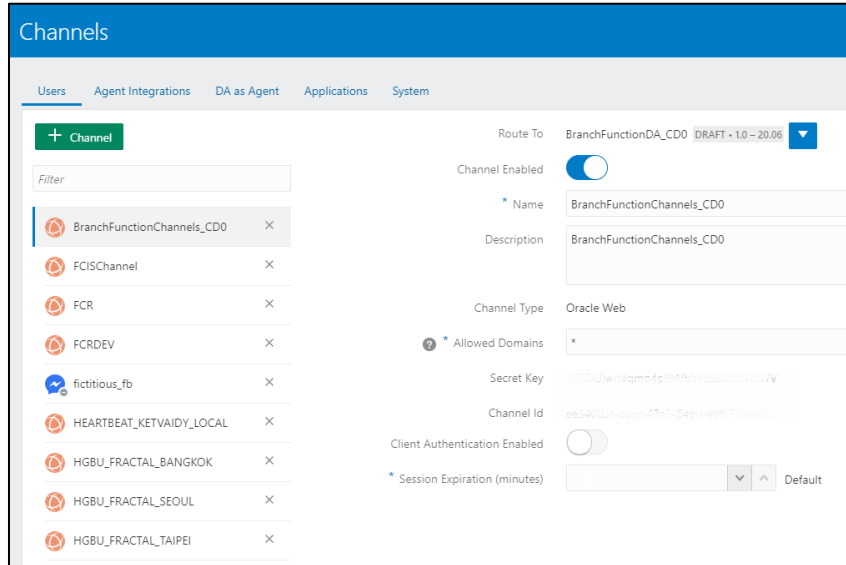 Channels
Users Agent Integrations DA as Agent Applications System
+ Channel
Filter
BranchFunctionChannels_CD0
FCISChannel
FCR
FCRDEV
fictitious_fb
HEARTBEAT_KETVAIDY_LOCAL
HGBU_FRACTAL_BANGKOK
HGBU_FRACTAL_SEOUL
HGBU_FRACTAL_TAIPEI
Route To BranchFunctionDA_CD0 DRAFT • 1.0 – 20.06
Channel Enabled
* Name BranchFunctionChannels_CD0
Description BranchFunctionChannels_CD0
Channel Type Oracle Web
? * Allowed Domains *
Secret Key
Channel Id
Client Authentication Enabled
* Session Expiration (minutes) Default